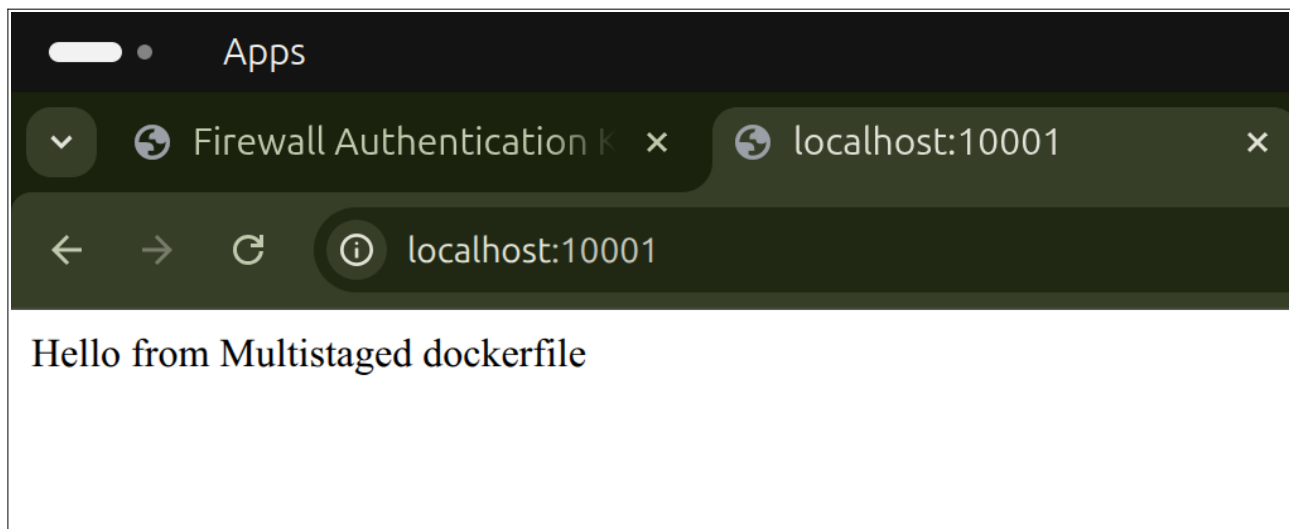 Apps
Firewall Authentication K
localhost:10001
localhost:10001
Hello from Multistaged dockerfile